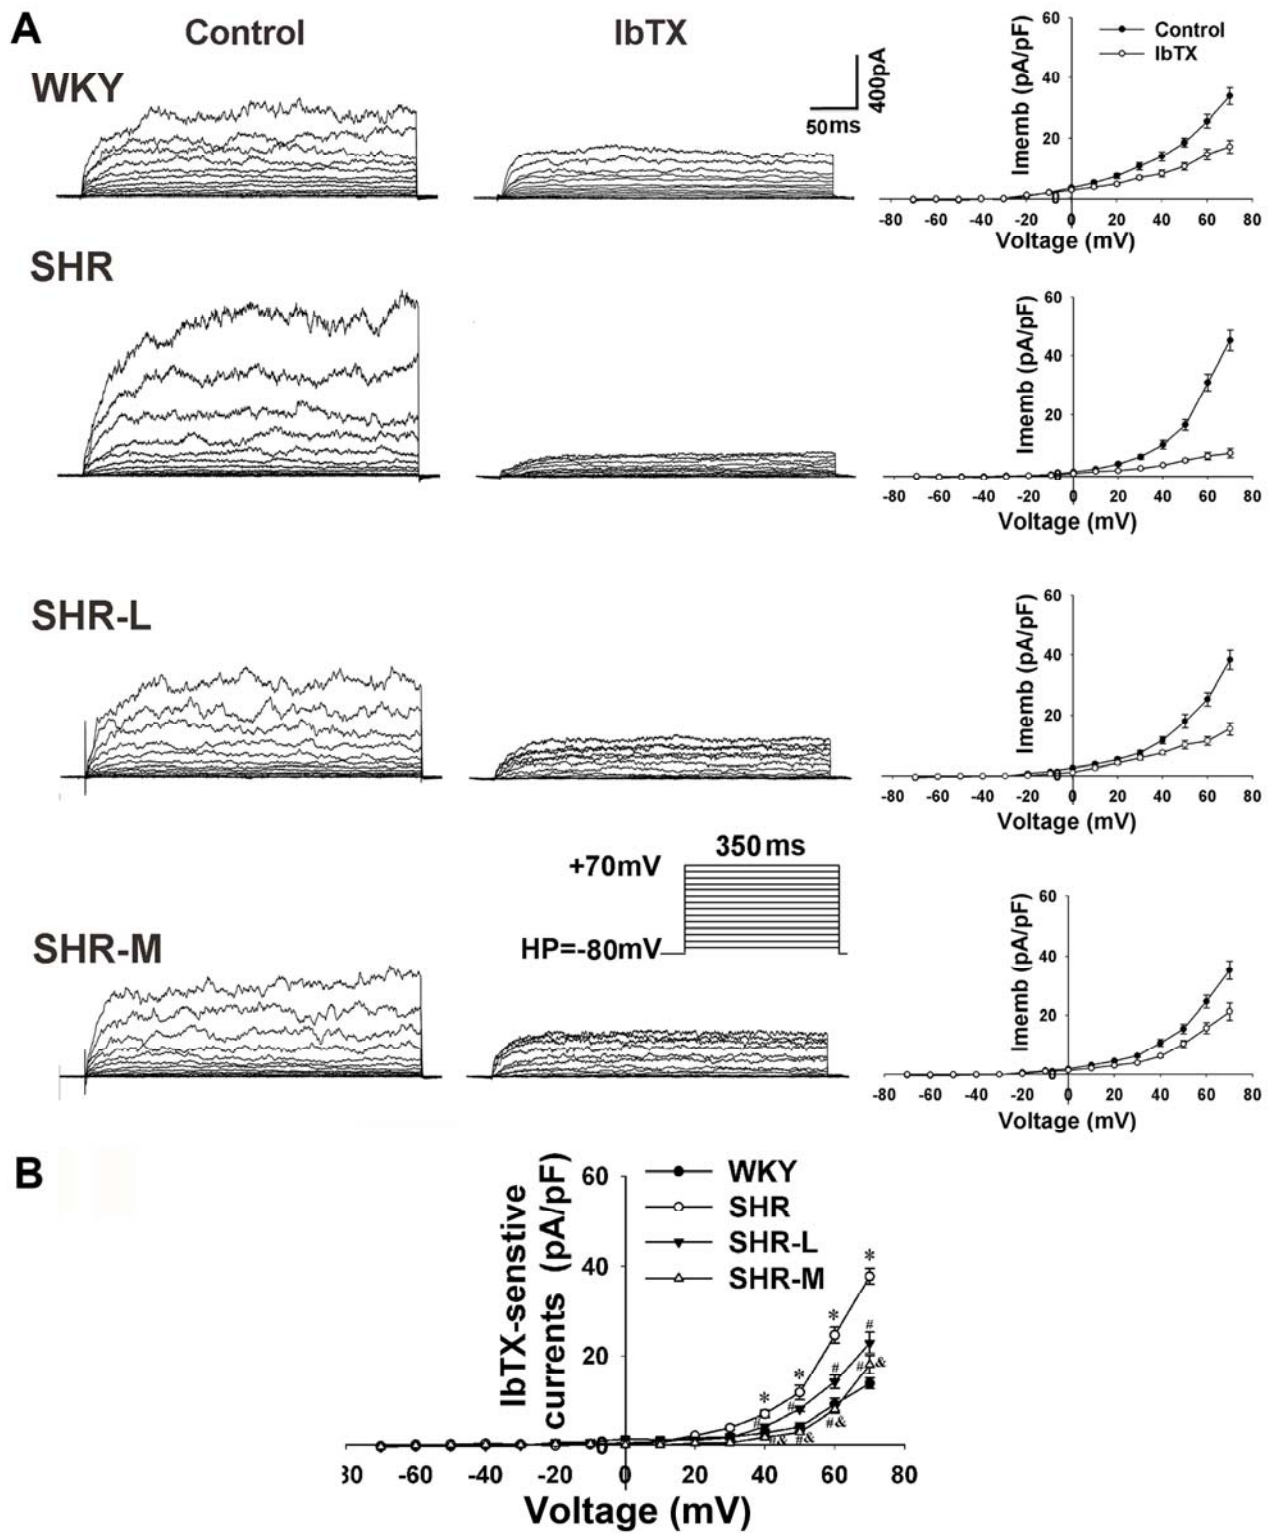 A
Control
IbTX
WKY
400pA
50ms
Imemb (pA/pF)
60
40
20
0
Control
IbTX
-80 -60 -40 -20 0 20 40 60 80
Voltage (mV)
SHR
Imemb (pA/pF)
60
40
20
0
-80 -60 -40 -20 0 20 40 60 80
Voltage (mV)
SHR-L
Imemb (pA/pF)
60
40
20
0
-80 -60 -40 -20 0 20 40 60 80
Voltage (mV)
350 ms
+70mV
HP=-80mV
SHR-M
Imemb (pA/pF)
60
40
20
0
-80 -60 -40 -20 0 20 40 60 80
Voltage (mV)
B
IbTX-senstive
currents (pA/pF)
60
40
20
0
WKY
SHR
SHR-L
SHR-M
*
*
#
*
#
#&
*
#
#
#&
#& #&
30 -60 -40 -20 0 20 40 60 80
Voltage (mV)